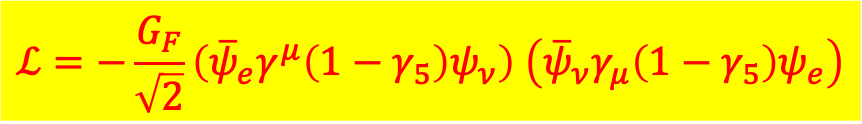 ℒ = − G_F/√2 (ψ̄_e γ^μ (1 − γ_5) ψ_ν) (ψ̄_ν γ_μ (1 − γ_5) ψ_e)